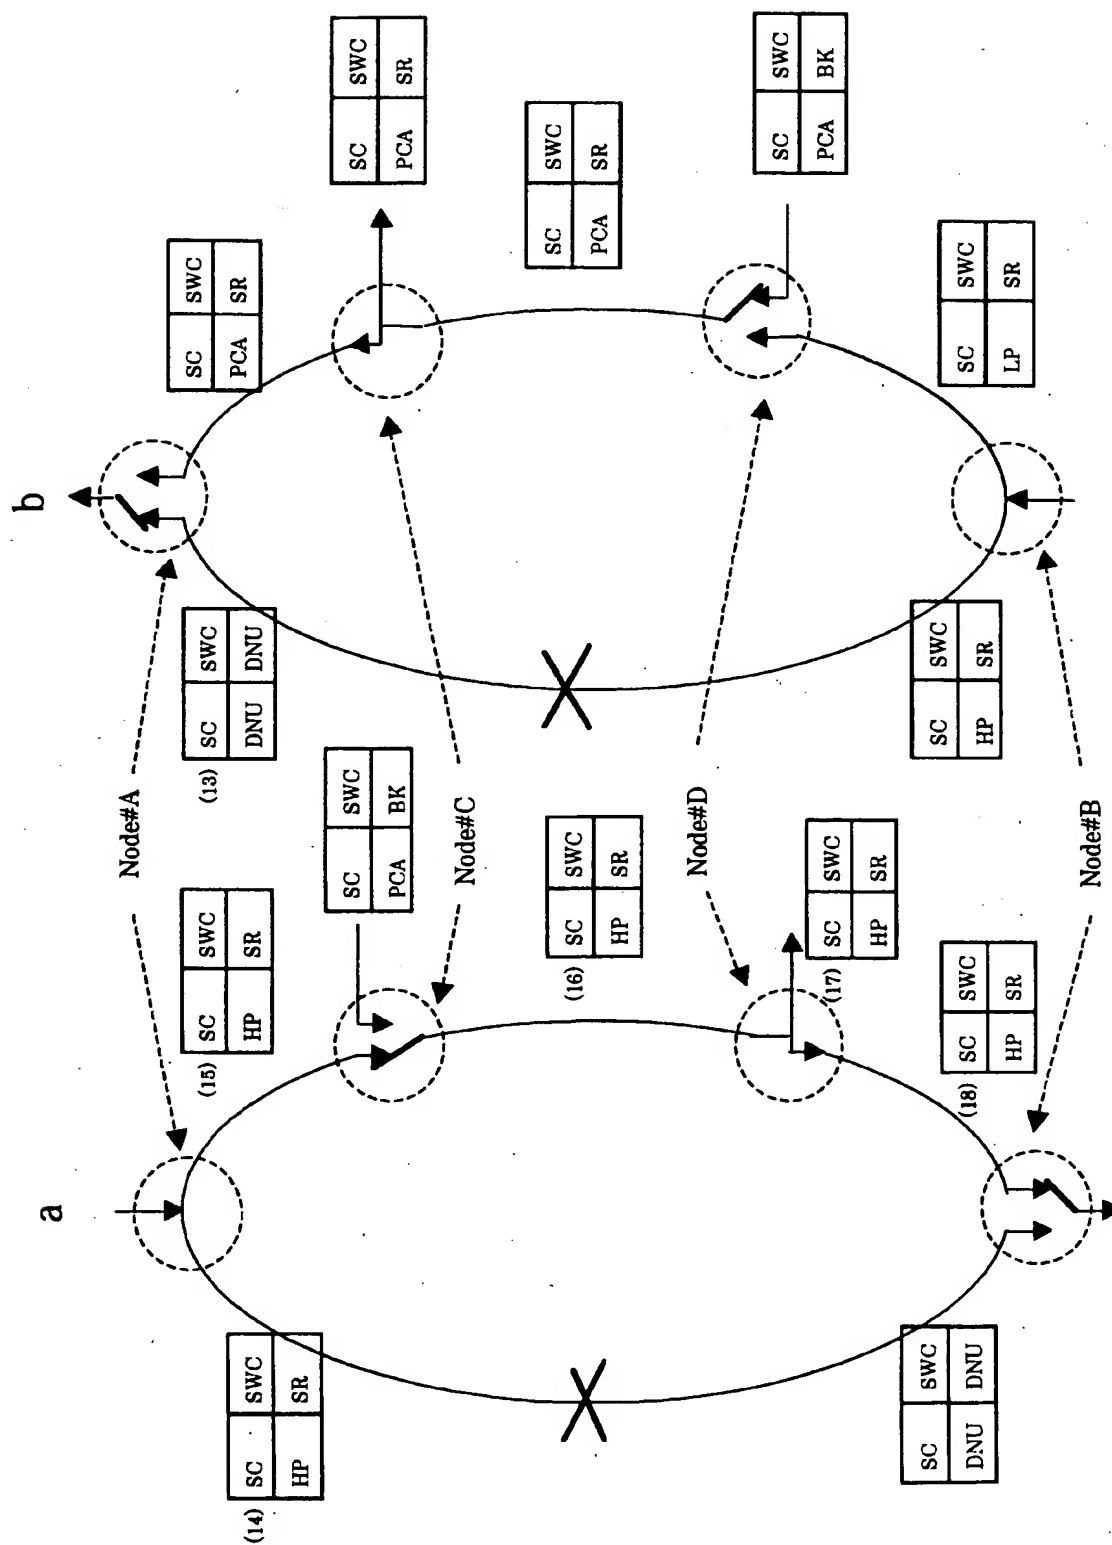 b
SC SWC
PCA SR
SC SWC
PCA SR
SC SWC
PCA SR
SC SWC
PCA BK
SC SWC
LP SR
(13)
SC SWC
DNU DNU
SC SWC
HP SR
Node#A
Node#C
Node#D
Node#B
a
(15)
SC SWC
HP SR
SC SWC
PCA BK
(16)
SC SWC
HP SR
(17)
SC SWC
HP SR
(18)
SC SWC
HP SR
(14)
SC SWC
HP SR
SC SWC
DNU DNU